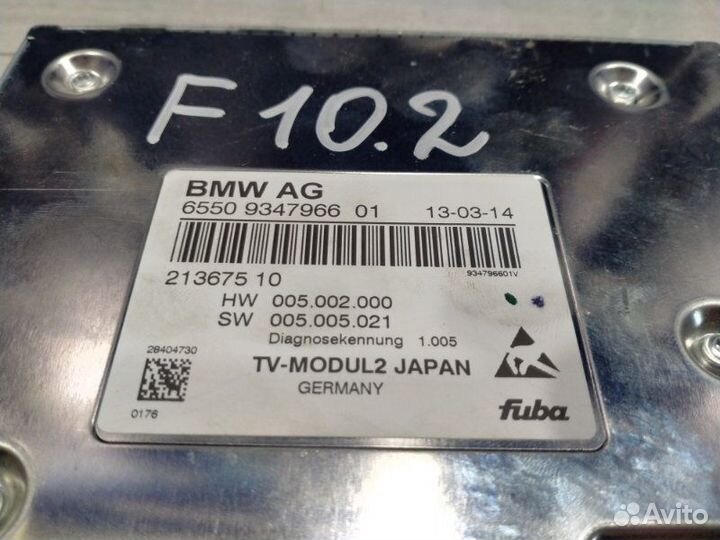 F10.2
BMW AG
6550 9347966 01 13-03-14
934796601V
213675 10
HW 005.002.000
SW 005.005.021
Diagnosekennung 1.005
28404730
TV-MODUL2 JAPAN
GERMANY
0176
fuba
Avito